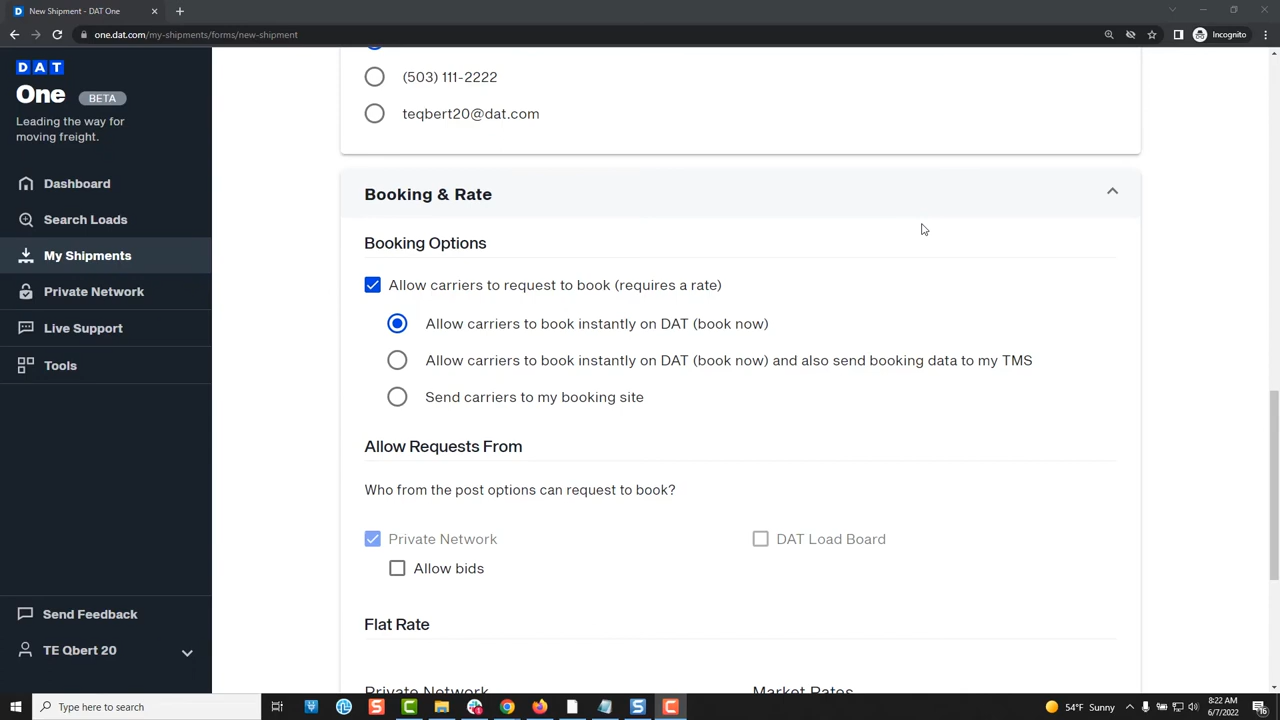 New Shipment - DAT One
one.dat.com/my-shipments/forms/new-shipment
Incognito
DAT
One BETA
Leading the way for
moving freight.
Dashboard
Search Loads
My Shipments
Private Network
Live Support
Tools
Send Feedback
TE Qbert 20
(503) 111-2222
teqbert20@dat.com
Booking & Rate
Booking Options
Allow carriers to request to book (requires a rate)
Allow carriers to book instantly on DAT (book now)
Allow carriers to book instantly on DAT (book now) and also send booking data to my TMS
Send carriers to my booking site
Allow Requests From
Who from the post options can request to book?
Private Network
DAT Load Board
Allow bids
Flat Rate
Private Network
Market Rates
Type here to search
54°F Sunny
8:22 AM
6/7/2022